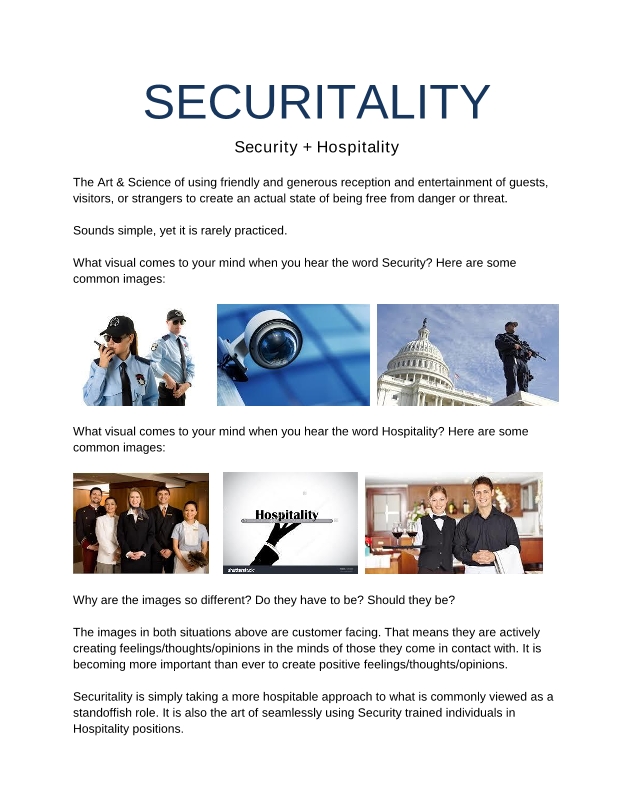 SECURITALITY
Security + Hospitality
The Art & Science of using friendly and generous reception and entertainment of guests,
visitors, or strangers to create an actual state of being free from danger or threat.
Sounds simple, yet it is rarely practiced.
What visual comes to your mind when you hear the word Security? Here are some
common images:
What visual comes to your mind when you hear the word Hospitality? Here are some
common images:
Hospitality
shutterstock
Why are the images so different? Do they have to be? Should they be?
The images in both situations above are customer facing. That means they are actively
creating feelings/thoughts/opinions in the minds of those they come in contact with. It is
becoming more important than ever to create positive feelings/thoughts/opinions.
Securitality is simply taking a more hospitable approach to what is commonly viewed as a
standoffish role. It is also the art of seamlessly using Security trained individuals in
Hospitality positions.